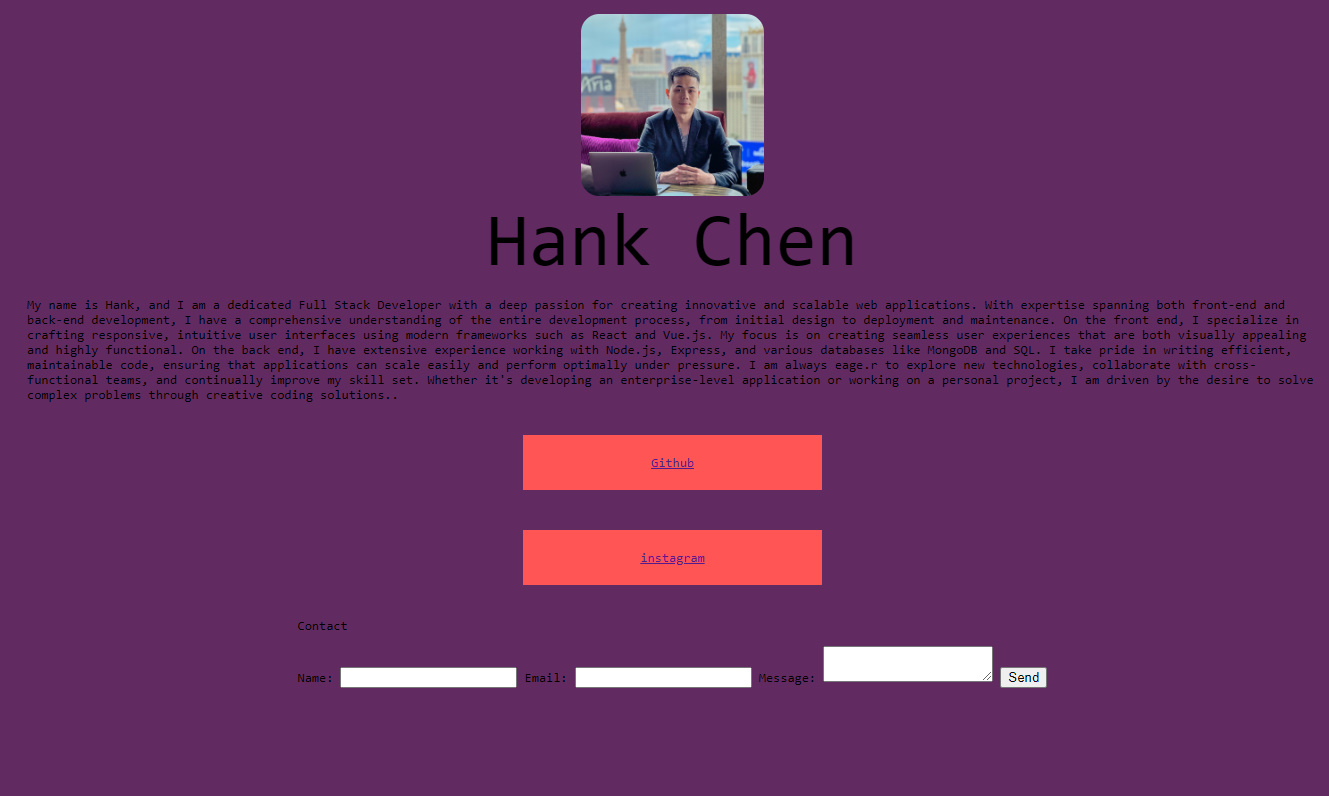 Aria
Hank Chen
My name is Hank, and I am a dedicated Full Stack Developer with a deep passion for creating innovative and scalable web applications. With expertise spanning both front-end and
back-end development, I have a comprehensive understanding of the entire development process, from initial design to deployment and maintenance. On the front end, I specialize in
crafting responsive, intuitive user interfaces using modern frameworks such as React and Vue.js. My focus is on creating seamless user experiences that are both visually appealing
and highly functional. On the back end, I have extensive experience working with Node.js, Express, and various databases like MongoDB and SQL. I take pride in writing efficient,
maintainable code, ensuring that applications can scale easily and perform optimally under pressure. I am always eage.r to explore new technologies, collaborate with cross-
functional teams, and continually improve my skill set. Whether it's developing an enterprise-level application or working on a personal project, I am driven by the desire to solve
complex problems through creative coding solutions..
Github
instagram
Contact
Name: Email: Message: Send